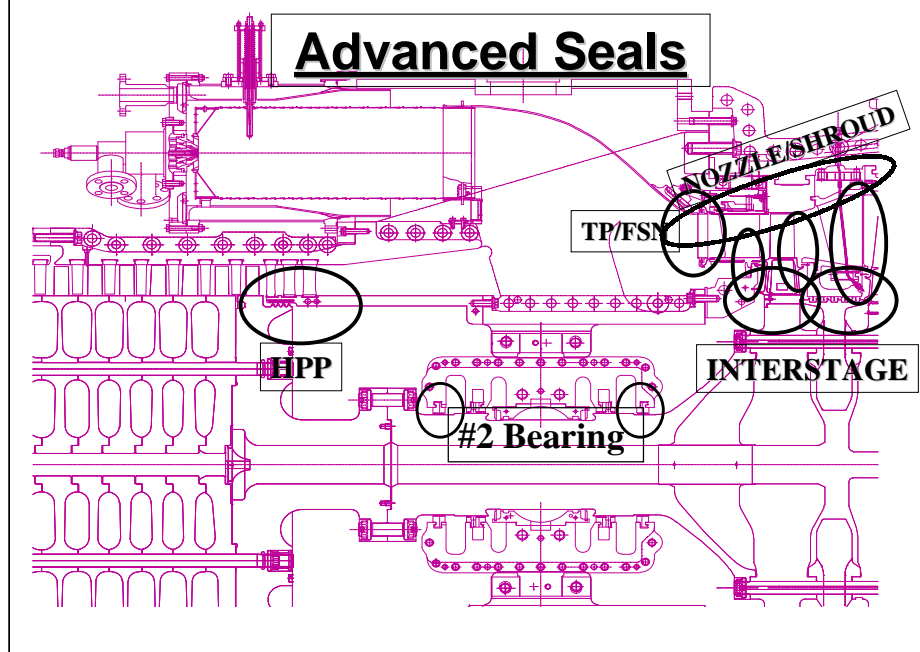 Advanced Seals
NOZZLE/SHROUD
TP/FSN
HPP
INTERSTAGE
#2 Bearing